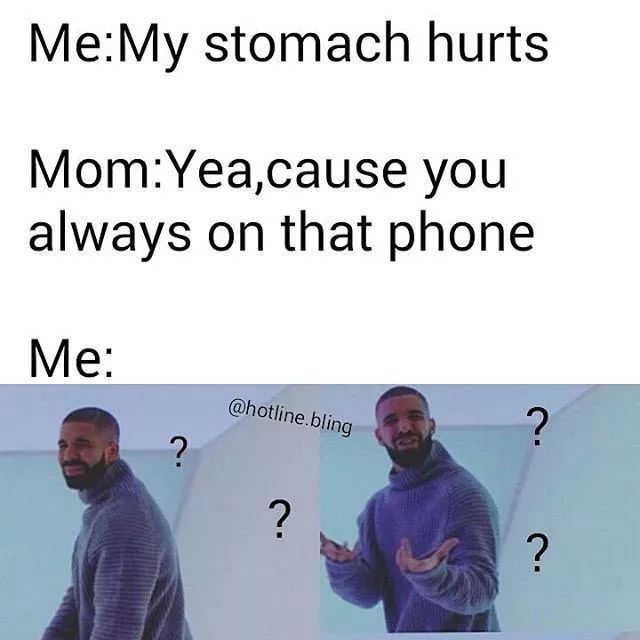 Me:My stomach hurts
Mom:Yea,cause you
always on that phone
Me:
@hotline.bling
?
?
?
?